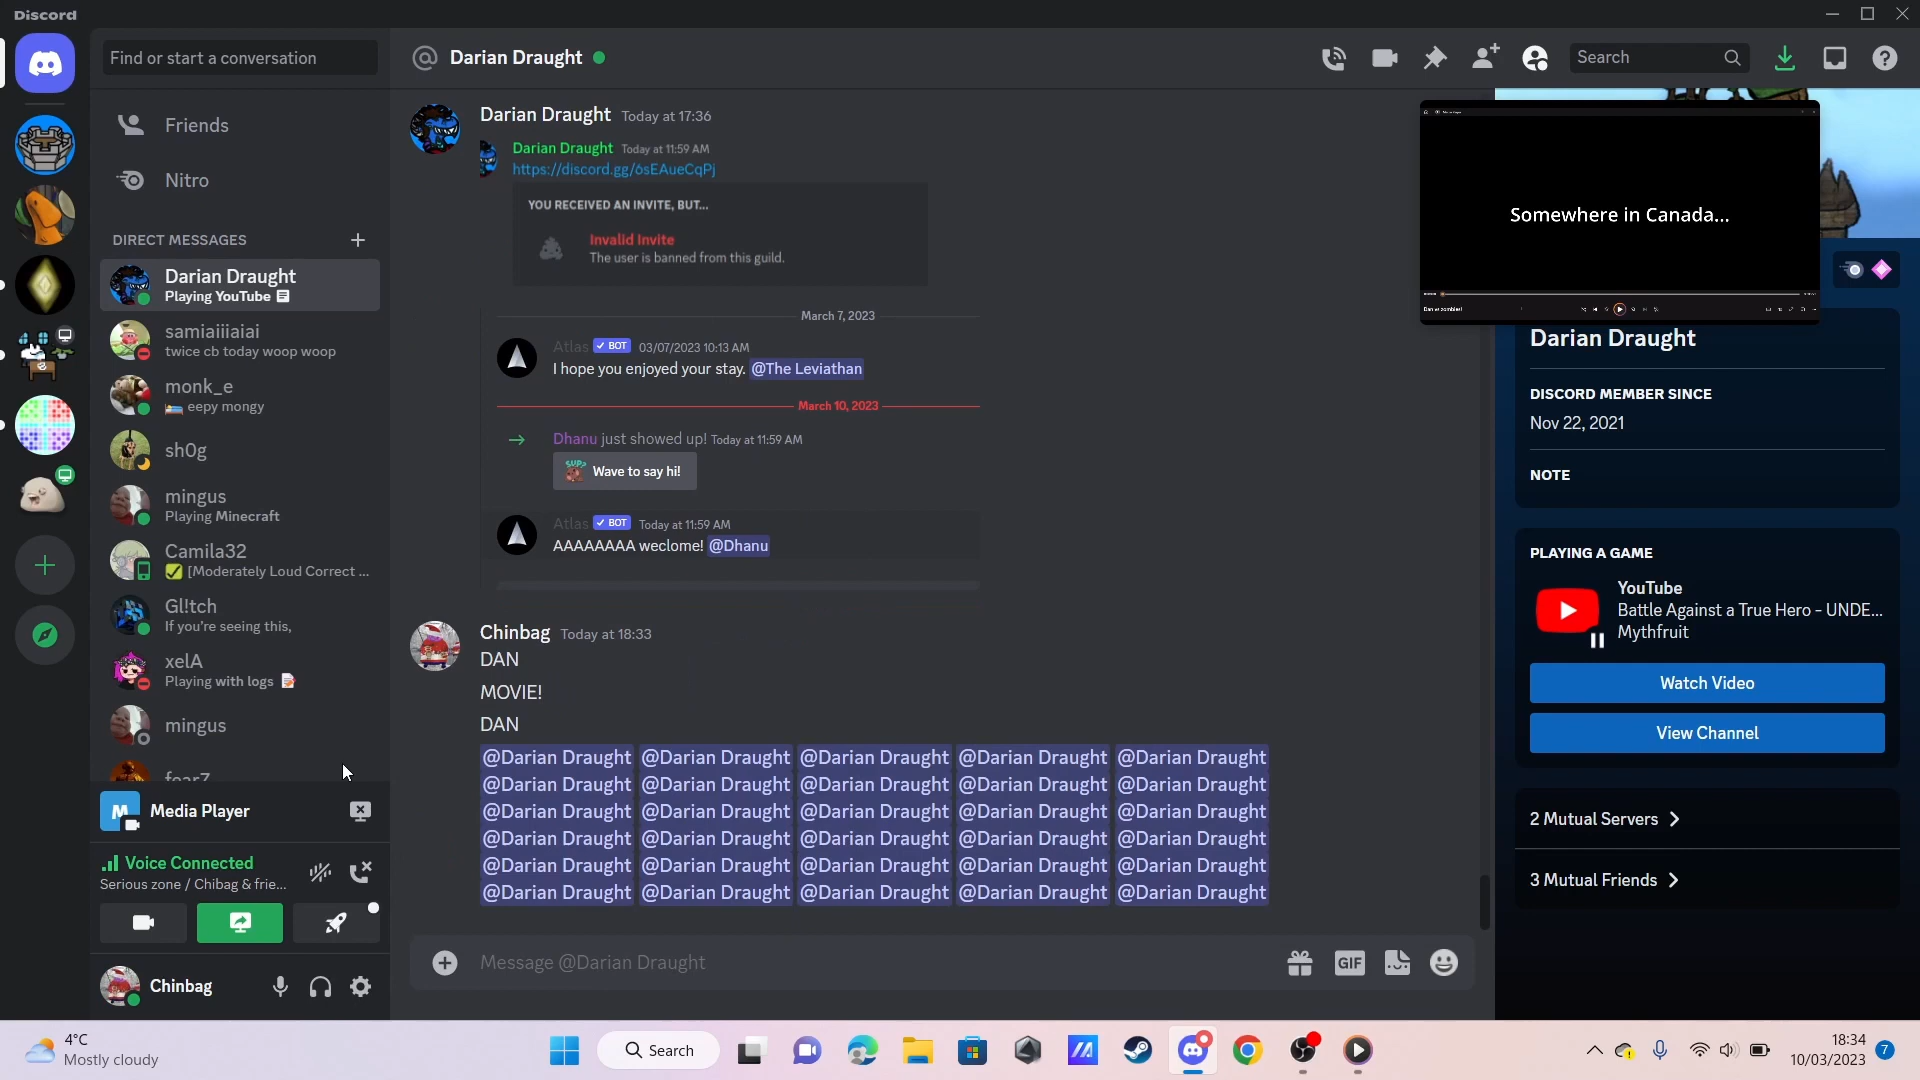 Discord
Find or start a conversation
Friends
Nitro
DIRECT MESSAGES
Darian Draught
Playing YouTube
samiaiiiaiai
twice cb today woop woop
monk_e
eepy mongy
sh0g
mingus
Playing Minecraft
Camila32
[Moderately Loud Correct ...
Gl!tch
If you're seeing this,
xelA
Playing with logs
mingus
fearZ
Media Player
Voice Connected
Serious zone / Chibag & frie...
Chinbag
Darian Draught
Search
Darian Draught Today at 17:36
Darian Draught Today at 11:59 AM
https://discord.gg/6sEAueCqPj
YOU RECEIVED AN INVITE, BUT...
Invalid Invite
The user is banned from this guild.
March 7, 2023
Atlas BOT 03/07/2023 10:13 AM
I hope you enjoyed your stay. @The Leviathan
March 10, 2023
Dhanu just showed up! Today at 11:59 AM
SUP?
Wave to say hi!
Atlas BOT Today at 11:59 AM
AAAAAAAA weclome! @Dhanu
Chinbag Today at 18:33
DAN
MOVIE!
DAN
@Darian Draught @Darian Draught @Darian Draught @Darian Draught @Darian Draught
@Darian Draught @Darian Draught @Darian Draught @Darian Draught @Darian Draught
@Darian Draught @Darian Draught @Darian Draught @Darian Draught @Darian Draught
@Darian Draught @Darian Draught @Darian Draught @Darian Draught @Darian Draught
@Darian Draught @Darian Draught @Darian Draught @Darian Draught @Darian Draught
@Darian Draught @Darian Draught @Darian Draught @Darian Draught @Darian Draught
Message @Darian Draught
GIF
Somewhere in Canada...
Dan vs zombies!
Darian Draught
DISCORD MEMBER SINCE
Nov 22, 2021
NOTE
PLAYING A GAME
YouTube
Battle Against a True Hero - UNDE...
Mythfruit
Watch Video
View Channel
2 Mutual Servers
3 Mutual Friends
4°C
Mostly cloudy
Search
18:34
10/03/2023
7